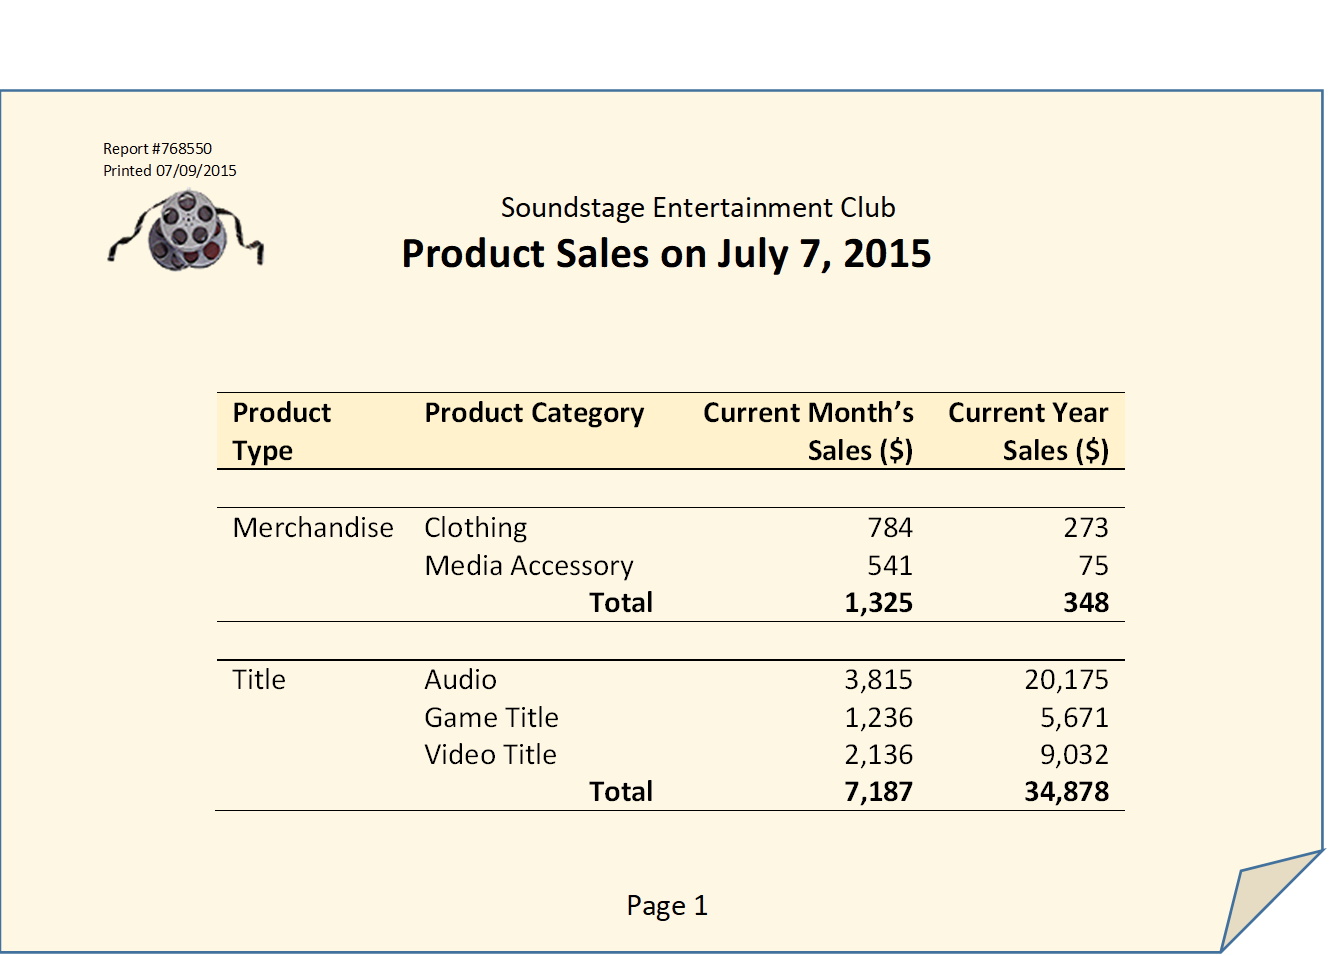 Report #768550
Printed 07/09/2015
Soundstage Entertainment Club
Product Sales on July 7, 2015
Product Type Product Category Current Month’s Sales ($) Current Year Sales ($)
Merchandise Clothing 784 273
Media Accessory 541 75
Total 1,325 348
Title Audio 3,815 20,175
Game Title 1,236 5,671
Video Title 2,136 9,032
Total 7,187 34,878
Page 1